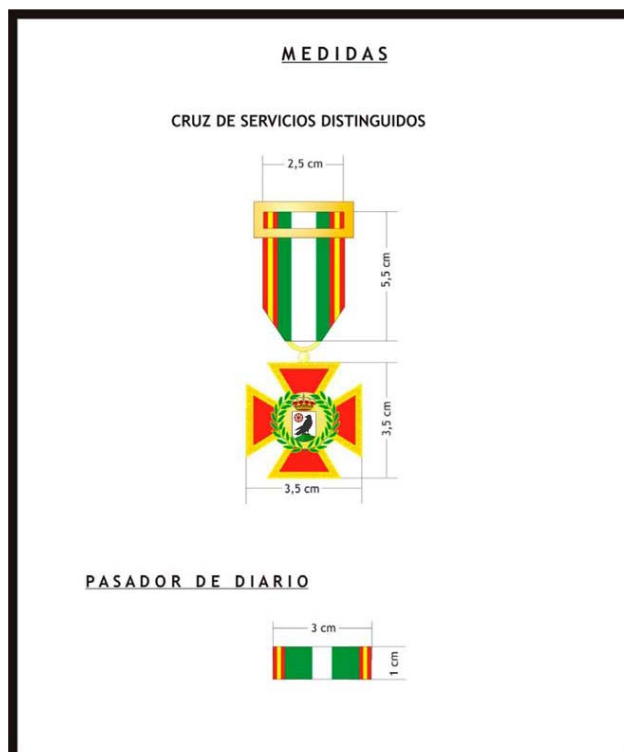 MEDIDAS
CRUZ DE SERVICIOS DISTINGUIDOS
2,5 cm
5,5 cm
3,5 cm
3,5 cm
PASADOR DE DIARIO
3 cm
1 cm